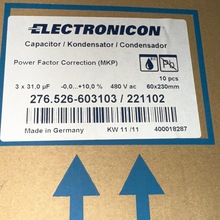 ELECTRONICON
Capacitor / Kondensator / Condensador
Power Factor Correction (MKP)
10 pcs
3 x 31,0 µF -0,0...+10,0 % 480 V ac 60x230mm
276.526-603103 / 221102
Made in Germany KW 11 /11 400018287